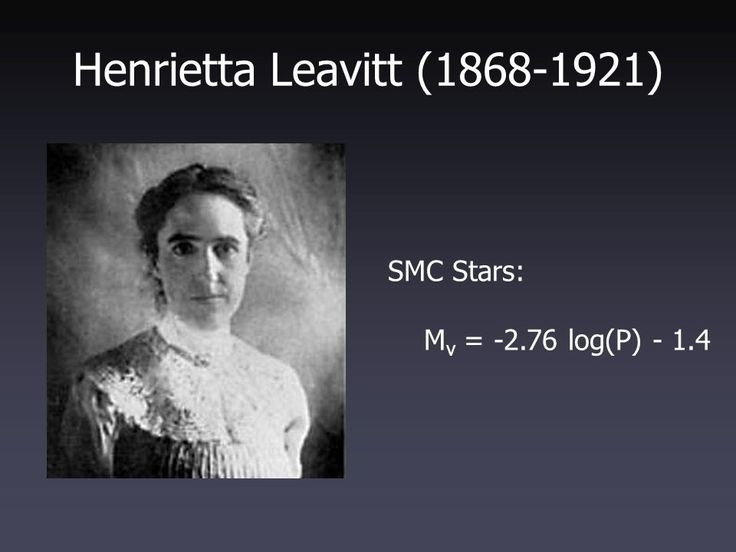 Henrietta Leavitt (1868-1921)
SMC Stars:
Mv = -2.76 log(P) - 1.4